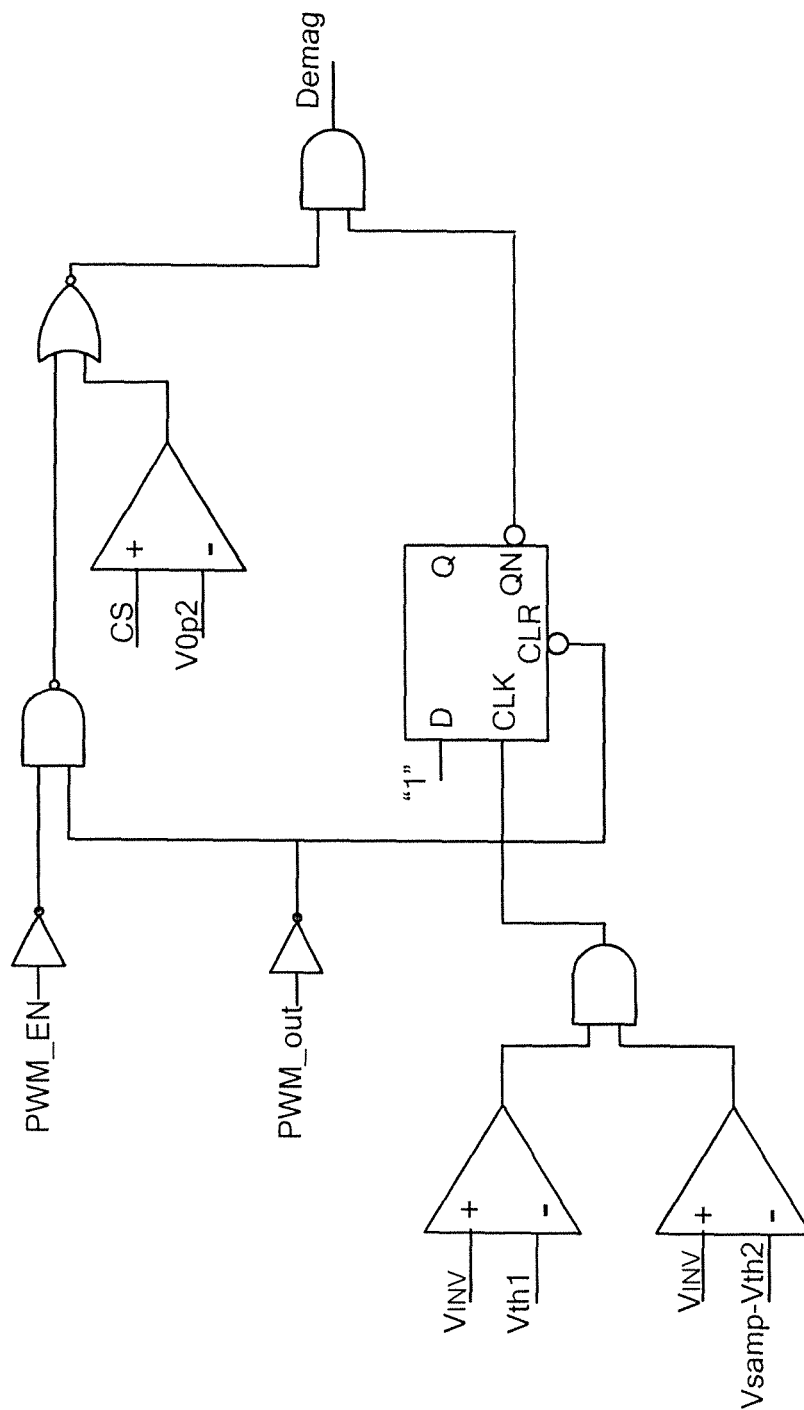 PWM_EN
CS
+
V0p2
-
Demag
PWM_out
"1"
D
Q
CLK
QN
CLR
VINV
+
Vth1
-
VINV
+
Vsamp-Vth2
-